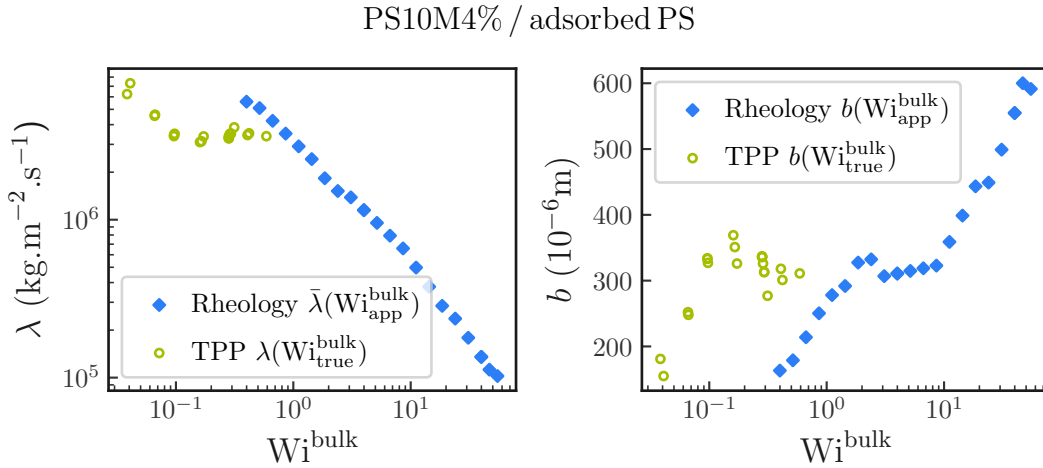 PS10M4% / adsorbed PS
λ (kg.m⁻².s⁻¹)
10⁶
10⁵
Rheology λ̄(Wi_app^bulk)
TPP λ(Wi_true^bulk)
10⁻¹ 10⁰ 10¹
Wi^bulk
b (10⁻⁶m)
600
500
400
300
200
Rheology b(Wi_app^bulk)
TPP b(Wi_true^bulk)
10⁻¹ 10⁰ 10¹
Wi^bulk